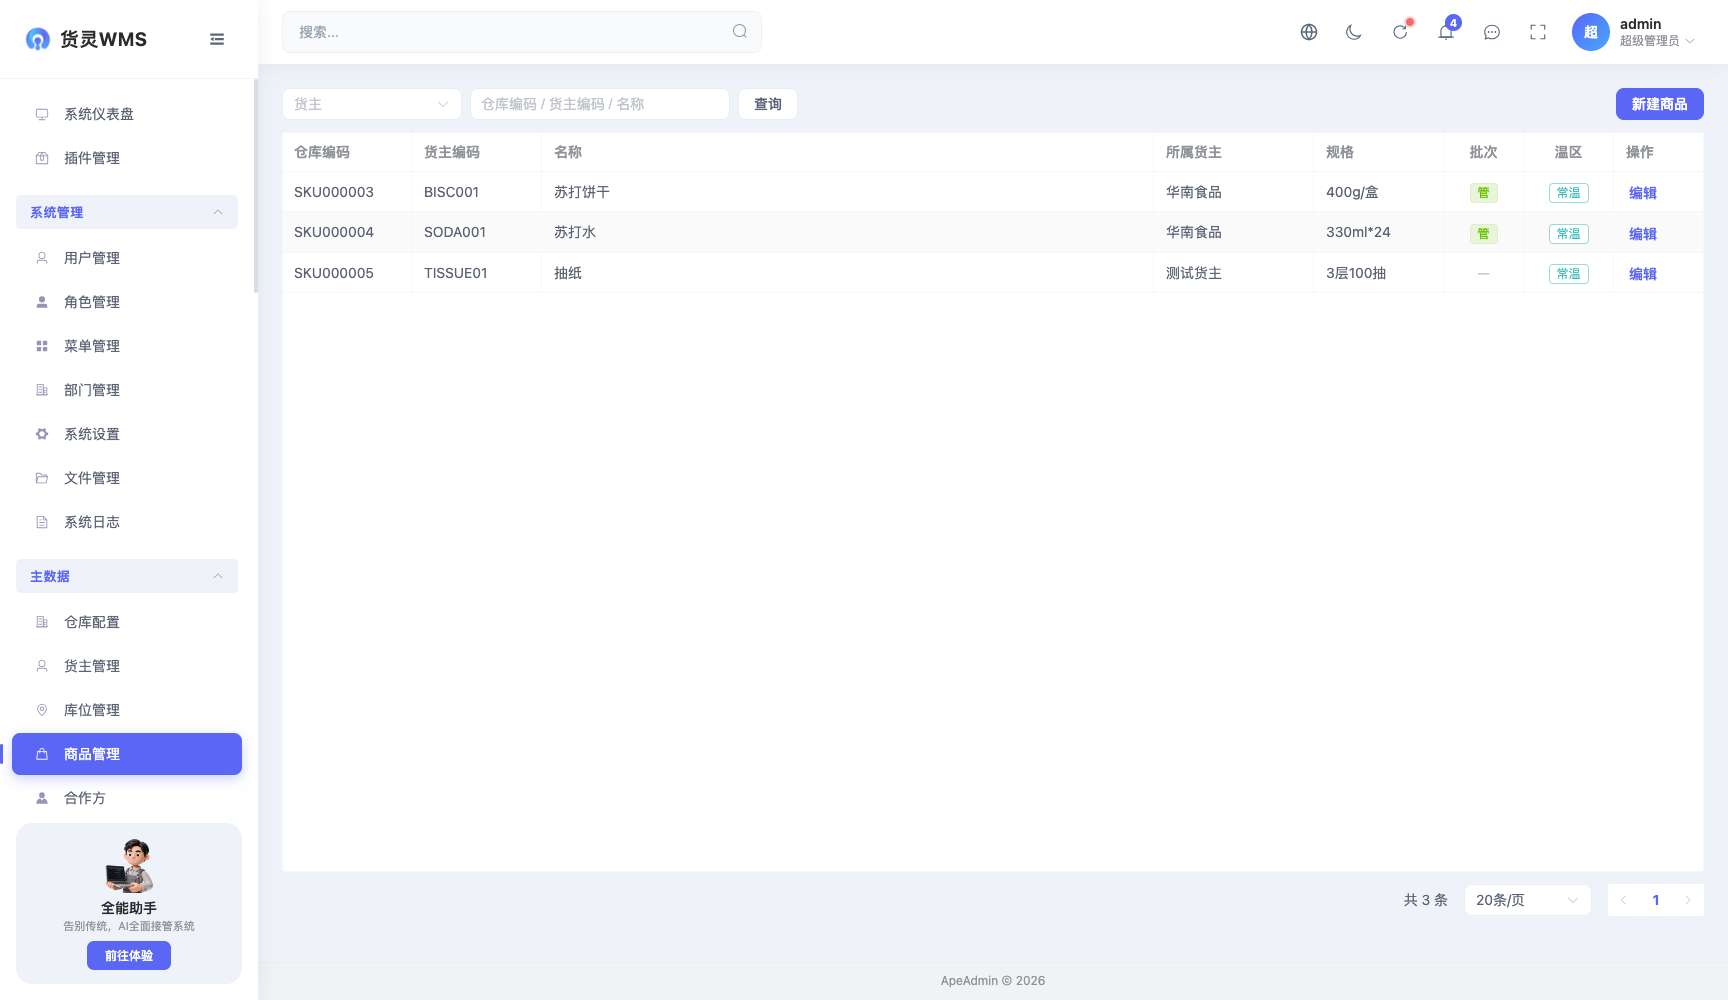 货灵WMS
搜索...
4
超
admin
超级管理员
系统仪表盘
插件管理
系统管理
用户管理
角色管理
菜单管理
部门管理
系统设置
文件管理
系统日志
主数据
仓库配置
货主管理
库位管理
商品管理
合作方
全能助手
告别传统，AI全面接管系统
前往体验
货主
仓库编码 / 货主编码 / 名称
查询
新建商品
仓库编码 货主编码 名称 所属货主 规格 批次 温区 操作
SKU000003 BISC001 苏打饼干 华南食品 400g/盒 管 常温 编辑
SKU000004 SODA001 苏打水 华南食品 330ml*24 管 常温 编辑
SKU000005 TISSUE01 抽纸 测试货主 3层100抽 — 常温 编辑
共 3 条 20条/页 1
ApeAdmin © 2026